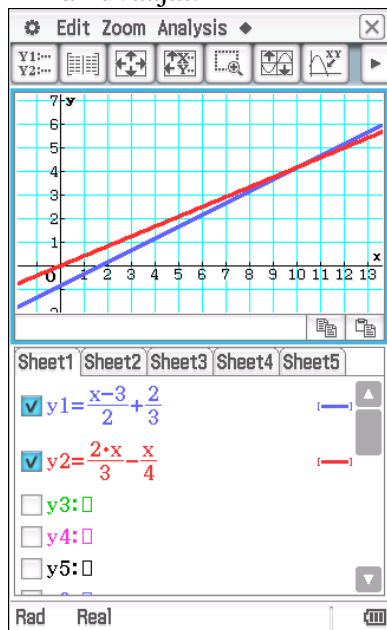 Edit Zoom Analysis ◆
Y1:... Y2:...
7 y
6
5
4
3
2
1
x
0 1 2 3 4 5 6 7 8 9 10 11 12 13
Sheet1 Sheet2 Sheet3 Sheet4 Sheet5
y1=(x-3)/2+2/3
y2=(2·x)/3-x/4
y3:▯
y4:▯
y5:▯
Rad Real